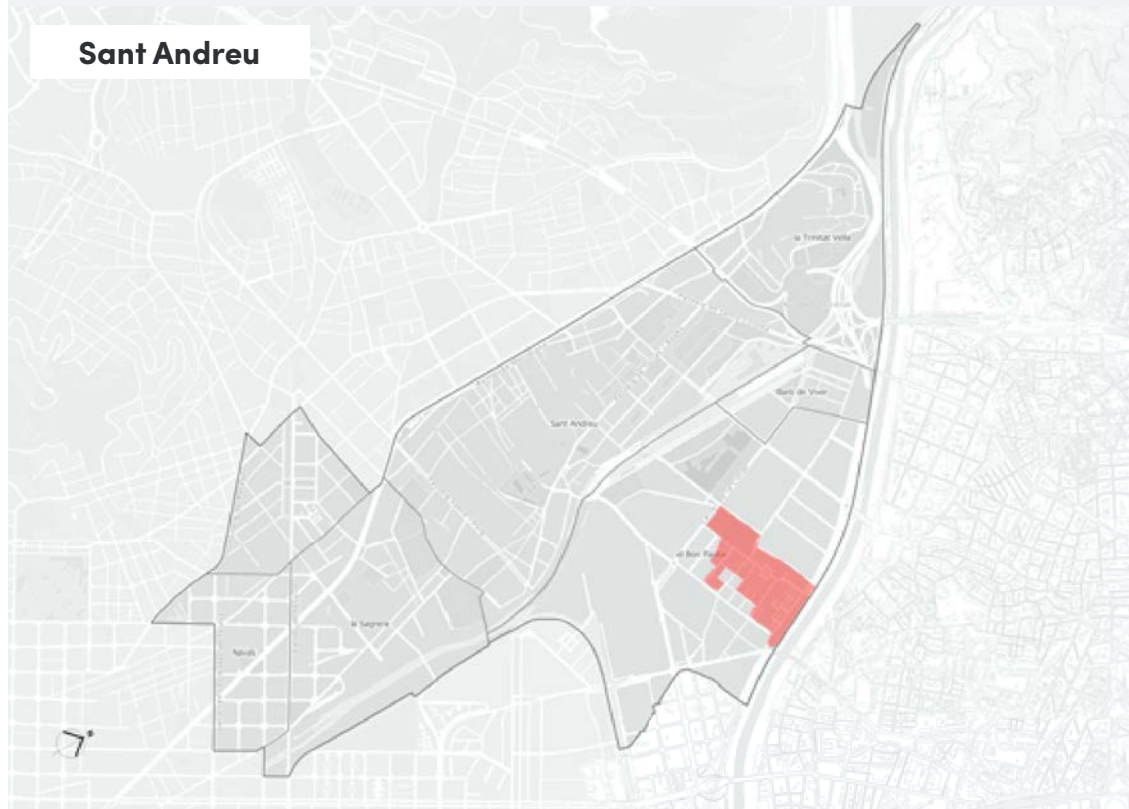 Sant Andreu
la Trinitat Vella
Baró de Viver
Sant Andreu
el Bon Pastor
la Sagrera
Navas